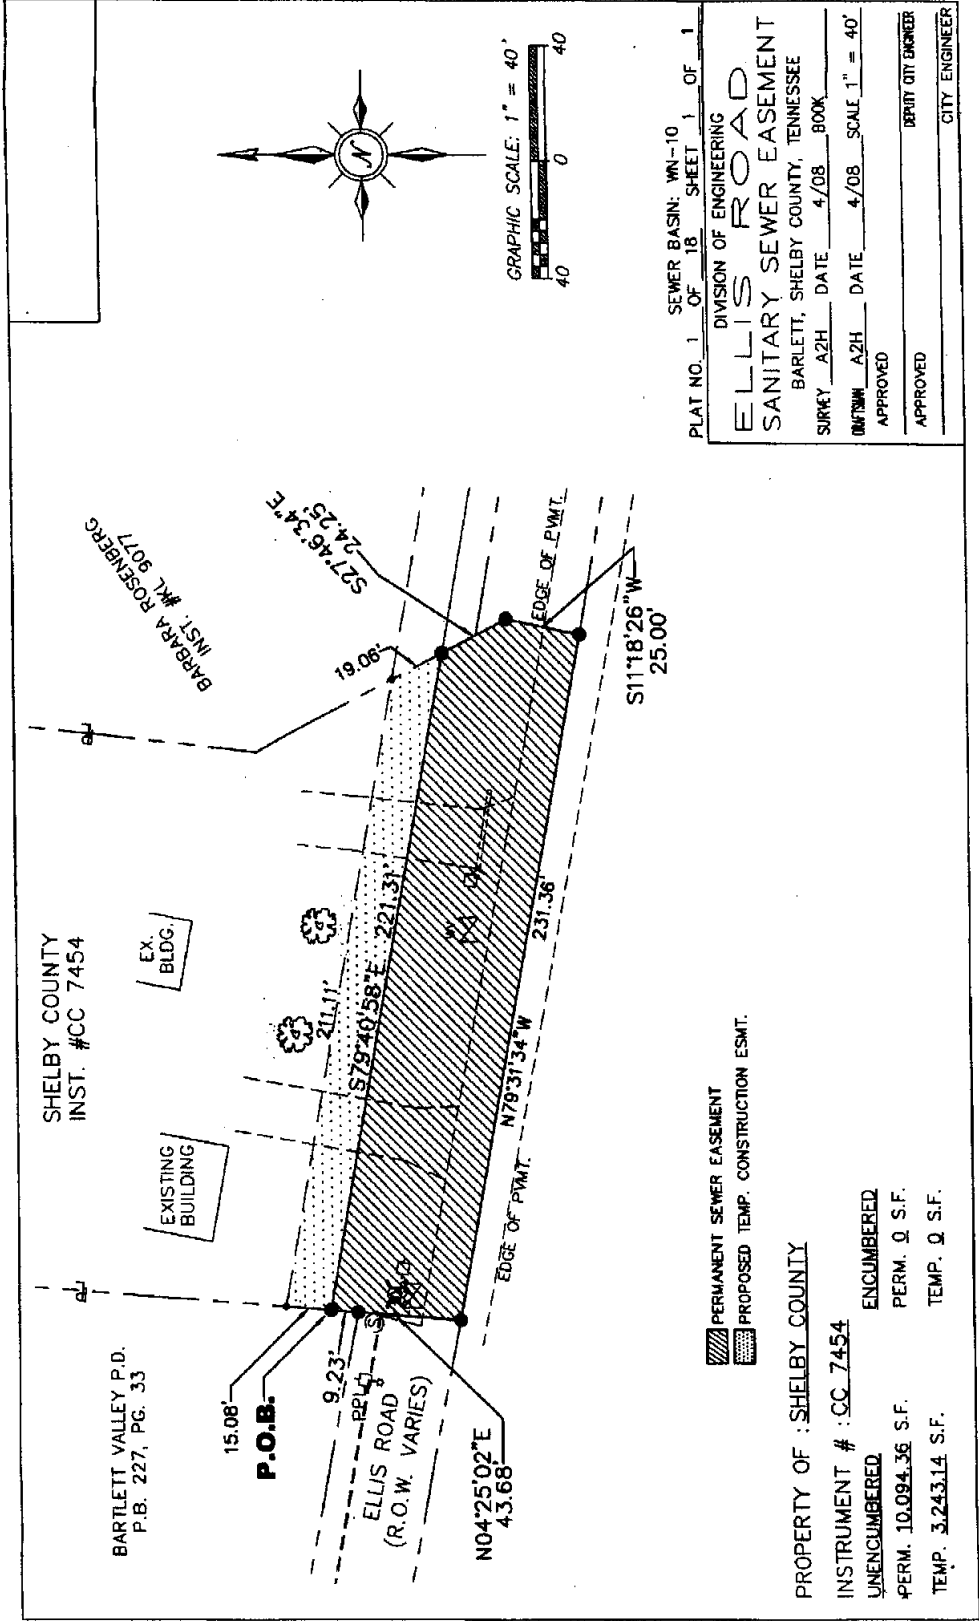 SHELBY COUNTY
INST. #CC 7454
BARTLETT VALLEY P.D.
P.B. 227, PG. 33
EXISTING
BUILDING
EX.
BLDG.
BARBARA ROSENBERG
INST. #KL 9077
15.08'
P.O.B.
9.23'
PP
S
ELLIS ROAD
(R.O.W. VARIES)
N04°25'02"E
43.68'
211.11'
S79°40'58"E 221.31'
19.06'
S27°46'34"E
24.25'
EDGE OF PVMT.
S11°18'26"W
25.00'
231.36'
N79°31'34"W
EDGE OF PVMT.
N
GRAPHIC SCALE: 1" = 40'
40 0 40
PERMANENT SEWER EASEMENT
PROPOSED TEMP. CONSTRUCTION ESMT.
PROPERTY OF : SHELBY COUNTY
INSTRUMENT # : CC 7454
UNENCUMBERED ENCUMBERED
PERM. 10,094.36 S.F. PERM. 0 S.F.
TEMP. 3,243.14 S.F. TEMP. 0 S.F.
SEWER BASIN: WN-10
PLAT NO. 1 OF 18 SHEET 1 OF 1
DIVISION OF ENGINEERING
ELLIS ROAD
SANITARY SEWER EASEMENT
BARLETT, SHELBY COUNTY, TENNESSEE
SURVEY A2H DATE 4/08 BOOK
DRAFTSMAN A2H DATE 4/08 SCALE 1" = 40'
APPROVED
DEPUTY CITY ENGINEER
APPROVED
CITY ENGINEER